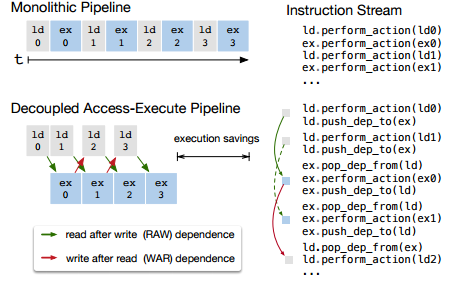 Monolithic Pipeline
ld ex ld ex ld ex ld ex
0 0 1 1 2 2 3 3
t
Decoupled Access-Execute Pipeline
ld ld ld ld
0 1 2 3
execution savings
ex ex ex ex
0 1 2 3
read after write (RAW) dependence
write after read (WAR) dependence
Instruction Stream
ld.perform_action(ld0)
ex.perform_action(ex0)
ld.perform_action(ld1)
ex.perform_action(ex1)
...
ld.perform_action(ld0)
ld.push_dep_to(ex)
ld.perform_action(ld1)
ld.push_dep_to(ex)
ex.pop_dep_from(ld)
ex.perform_action(ex0)
ex.push_dep_to(ld)
ex.pop_dep_from(ld)
ex.perform_action(ex1)
ex.push_dep_to(ld)
ld.pop_dep_from(ex)
ld.perform_action(ld2)
...